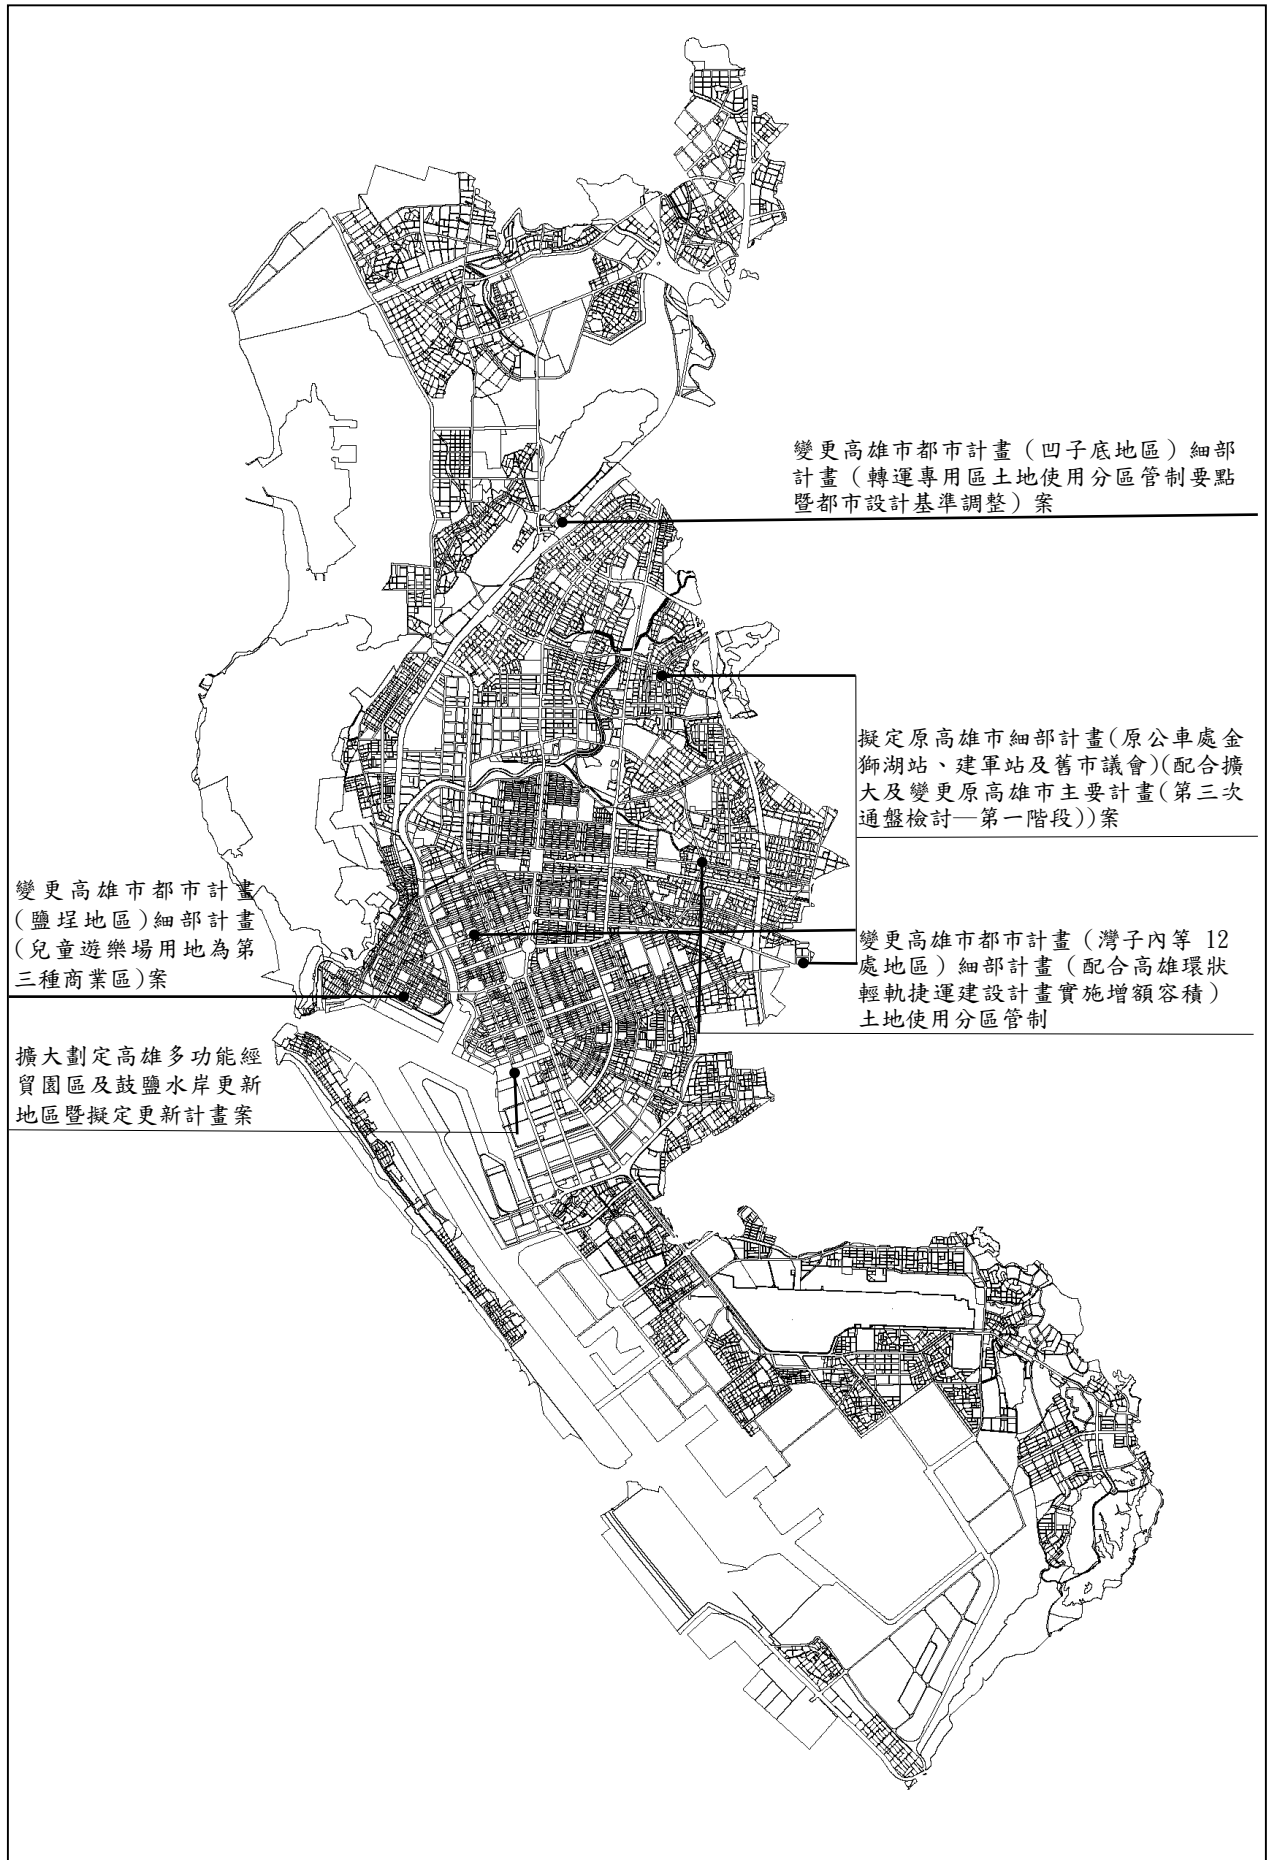 變更高雄市都市計畫（凹子底地區）細部
計畫（轉運專用區土地使用分區管制要點
暨都市設計基準調整）案
擬定原高雄市細部計畫(原公車處金
獅湖站、建軍站及舊市議會)(配合擴
大及變更原高雄市主要計畫(第三次
通盤檢討—第一階段))案
變更高雄市都市計畫
(鹽埕地區)細部計畫
(兒童遊樂場用地為第
三種商業區)案
變更高雄市都市計畫（灣子內等 12
處地區）細部計畫（配合高雄環狀
輕軌捷運建設計畫實施增額容積）
土地使用分區管制
擴大劃定高雄多功能經
貿園區及鼓鹽水岸更新
地區暨擬定更新計畫案